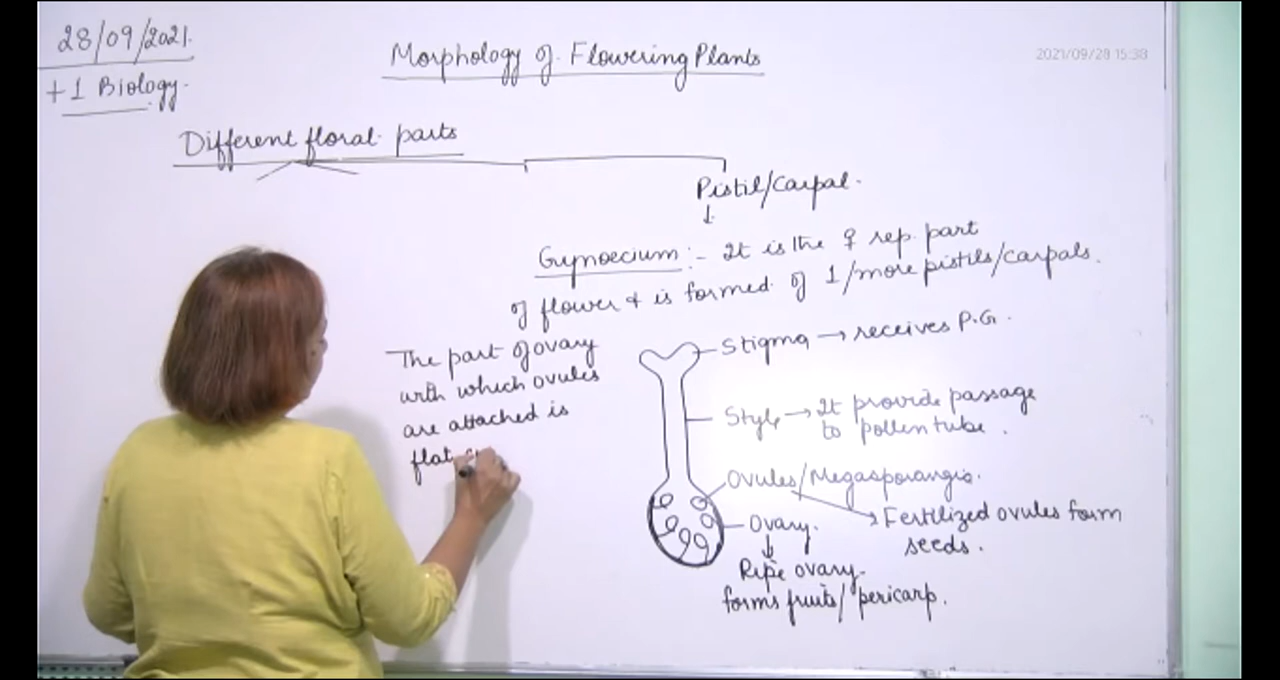 28/09/2021.
+1 Biology.
Morphology of Flowering Plants
2021/09/28 15:38
Different floral parts
Pistil/Carpal.
Gynoecium :- It is the ♀ rep. part
of flower & is formed of 1/more pistils/carpals.
The part of ovary
with which ovules
are attached is
flat
Stigma → receives P.G.
Style → It provide passage
to pollen tube.
Ovules/Megasporangia.
→ Fertilized ovules form
seeds.
Ovary.
Ripe ovary
forms fruits/pericarp.